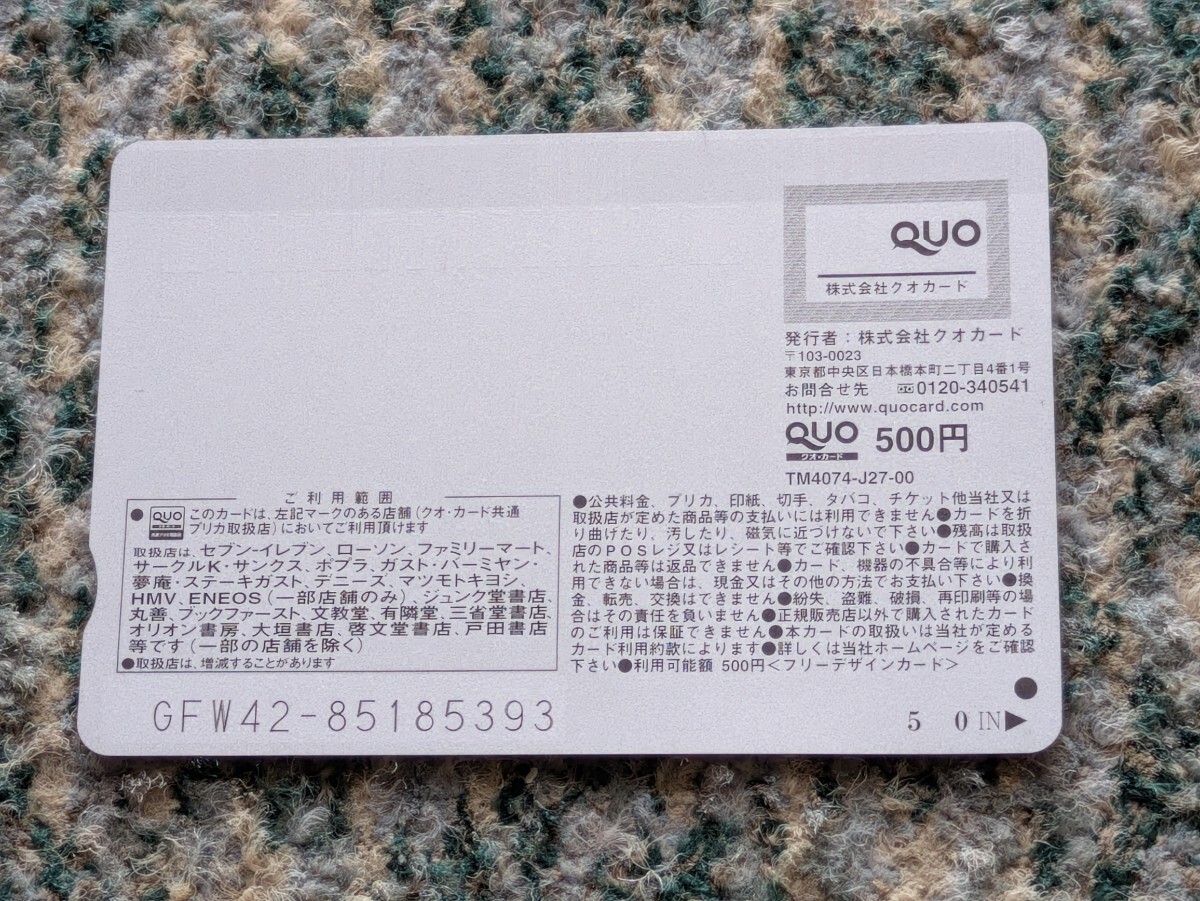 QUO
株式会社クオカード
発行者：株式会社クオカード
〒103-0023
東京都中央区日本橋本町二丁目4番1号
お問合せ先 0120-340541
http://www.quocard.com
QUO 500円
クオ・カード
TM4074-J27-00
ご利用範囲
●QUO このカードは、左記マークのある店舗（クオ・カード共通
プリカ取扱店）においてご利用頂けます
取扱店は、セブン-イレブン、ローソン、ファミリーマート、
サークルK・サンクス、ポプラ、ガスト・バーミヤン・
夢庵・ステーキガスト、デニーズ、マツモトキヨシ、
HMV、ENEOS（一部店舗のみ）、ジュンク堂書店、
丸善、ブックファースト、文教堂、有隣堂、三省堂書店、
オリオン書房、大垣書店、啓文堂書店、戸田書店
等です（一部の店舗を除く）
●取扱店は、増減することがあります
●公共料金、プリカ、印紙、切手、タバコ、チケット他当社又は
取扱店が定めた商品等の支払いには利用できません●カードを折
り曲げたり、汚したり、磁気に近づけないで下さい●残高は取扱
店のPOSレジ又はレシート等でご確認下さい●カードで購入さ
れた商品等は返品できません●カード、機器の不具合等により利
用できない場合は、現金又はその他の方法でお支払い下さい●換
金、転売、交換はできません●紛失、盗難、破損、再印刷等の場
合はその責任を負いません●正規販売店以外で購入されたカード
のご利用は保証できません●本カードの取扱いは当社が定める
カード利用約款によります●詳しくは当社ホームページをご確認
下さい●利用可能額 500円＜フリーデザインカード＞
GFW42-85185393
5 0 IN▶